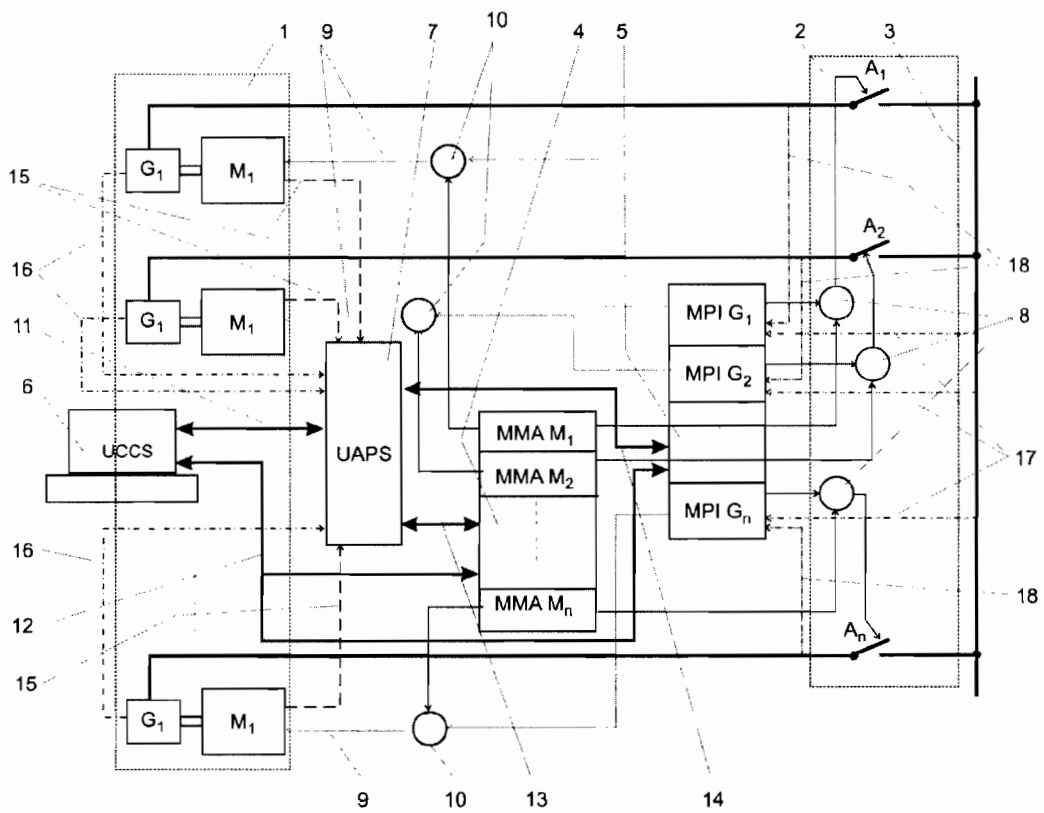 1 9 7 10 4 5 2 3
A₁
G₁ M₁
15
A₂
16 18
G₁ M₁ MPI G₁ 8
11
MPI G₂
6
UCCS UAPS MMA M₁
MMA M₂ 17
MPI Gₙ
16
MMA Mₙ 18
12
Aₙ
15
G₁ M₁
9 10 13 14